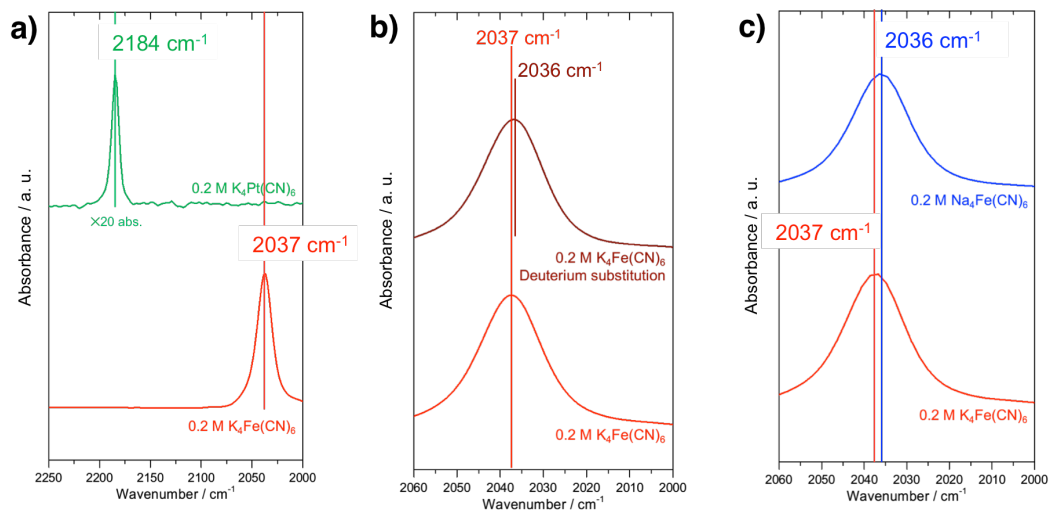 a)
2184 cm⁻¹
0.2 M K₄Pt(CN)₆
×20 abs.
2037 cm⁻¹
0.2 M K₄Fe(CN)₆
Absorbance / a. u.
2250 2200 2150 2100 2050 2000
Wavenumber / cm⁻¹
b)
2037 cm⁻¹
2036 cm⁻¹
0.2 M K₄Fe(CN)₆
Deuterium substitution
0.2 M K₄Fe(CN)₆
Absorbance / a. u.
2060 2050 2040 2030 2020 2010 2000
Wavenumber / cm⁻¹
c)
2036 cm⁻¹
0.2 M Na₄Fe(CN)₆
2037 cm⁻¹
0.2 M K₄Fe(CN)₆
Absorbance / a. u.
2060 2050 2040 2030 2020 2010 2000
Wavenumber / cm⁻¹